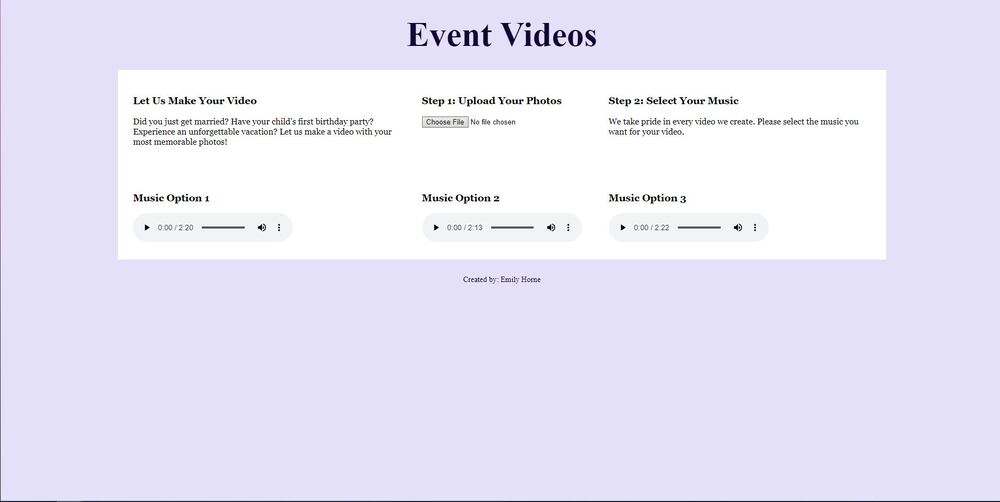 Event Videos
Let Us Make Your Video
Did you just get married? Have your child's first birthday party?
Experience an unforgettable vacation? Let us make a video with your
most memorable photos!
Step 1: Upload Your Photos
Choose File No file chosen
Step 2: Select Your Music
We take pride in every video we create. Please select the music you
want for your video.
Music Option 1
0:00 / 2:20
Music Option 2
0:00 / 2:13
Music Option 3
0:00 / 2:22
Created by: Emily Horne